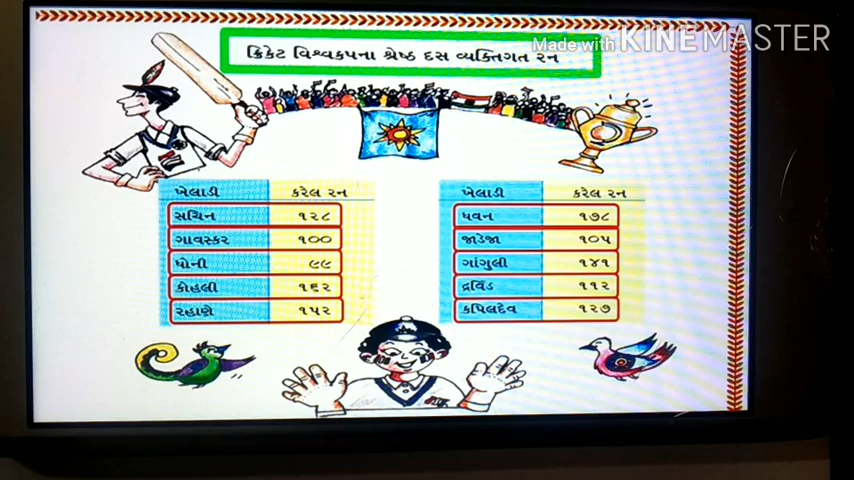 Made with KINEMASTER
ક્રિકેટ વિશ્વકપના શ્રેષ્ઠ દસ વ્યક્તિગત રન
ખેલાડી કરેલ રન
સચિન ૧૨૮
ગાવસ્કર ૧૦૦
ધોની ૯૯
કોહલી ૧૬૨
રહાણે ૧૫૨
ખેલાડી કરેલ રન
ધવન ૧૭૮
જાડેજા ૧૦૫
ગાંગુલી ૧૪૧
દ્રવિડ ૧૧૨
કપિલદેવ ૧૨૭